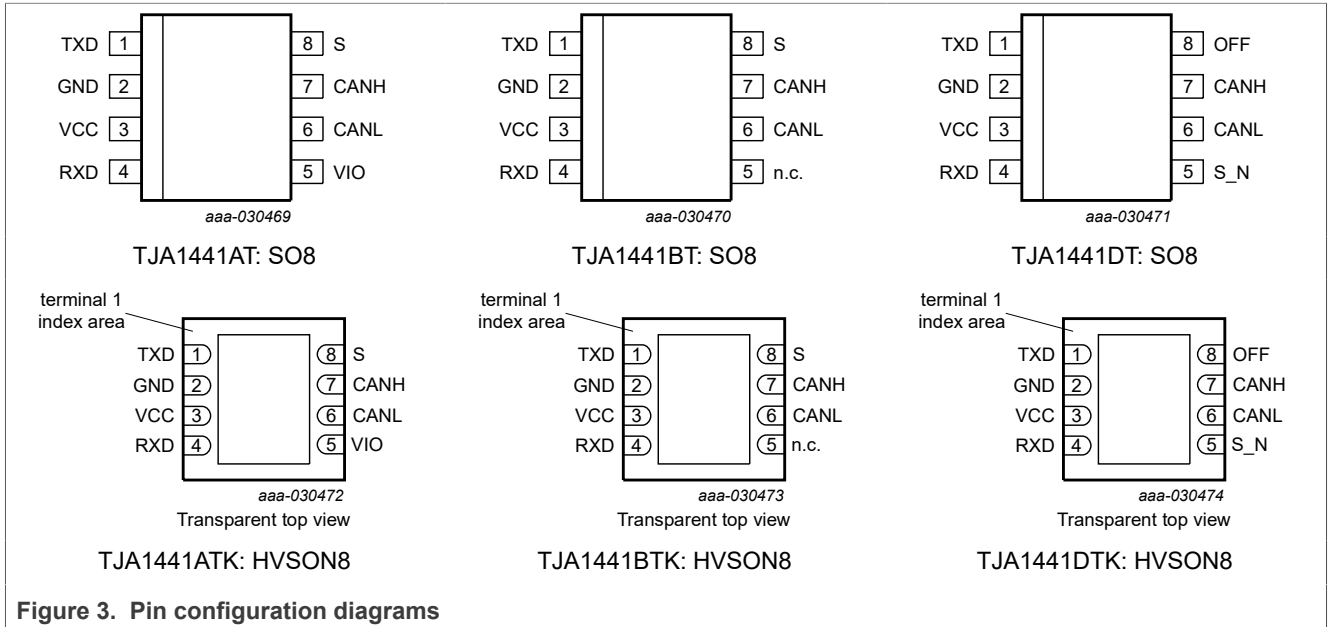 TXD 1 8 S
GND 2 7 CANH
VCC 3 6 CANL
RXD 4 5 VIO
aaa-030469
TJA1441AT: SO8
TXD 1 8 S
GND 2 7 CANH
VCC 3 6 CANL
RXD 4 5 n.c.
aaa-030470
TJA1441BT: SO8
TXD 1 8 OFF
GND 2 7 CANH
VCC 3 6 CANL
RXD 4 5 S_N
aaa-030471
TJA1441DT: SO8
terminal 1
index area
TXD 1 8 S
GND 2 7 CANH
VCC 3 6 CANL
RXD 4 5 VIO
aaa-030472
Transparent top view
TJA1441ATK: HVSON8
terminal 1
index area
TXD 1 8 S
GND 2 7 CANH
VCC 3 6 CANL
RXD 4 5 n.c.
aaa-030473
Transparent top view
TJA1441BTK: HVSON8
terminal 1
index area
TXD 1 8 OFF
GND 2 7 CANH
VCC 3 6 CANL
RXD 4 5 S_N
aaa-030474
Transparent top view
TJA1441DTK: HVSON8
Figure 3. Pin configuration diagrams